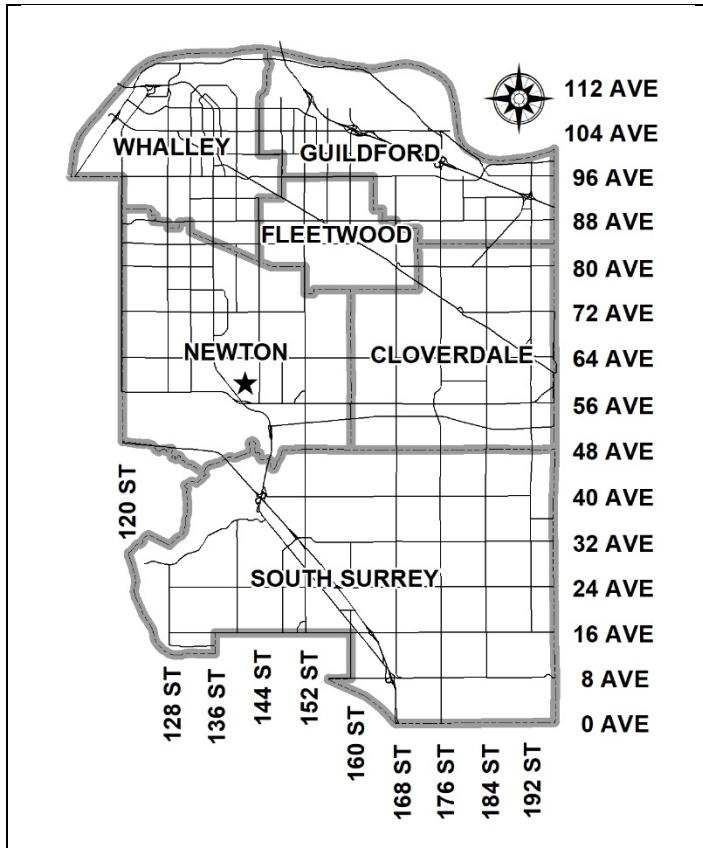 112 AVE
104 AVE
WHALLEY
GUILDFORD
96 AVE
88 AVE
FLEETWOOD
80 AVE
72 AVE
NEWTON
CLOVERDALE
64 AVE
56 AVE
48 AVE
120 ST
40 AVE
32 AVE
SOUTH SURREY
24 AVE
16 AVE
128 ST
136 ST
144 ST
152 ST
160 ST
8 AVE
0 AVE
168 ST
176 ST
184 ST
192 ST